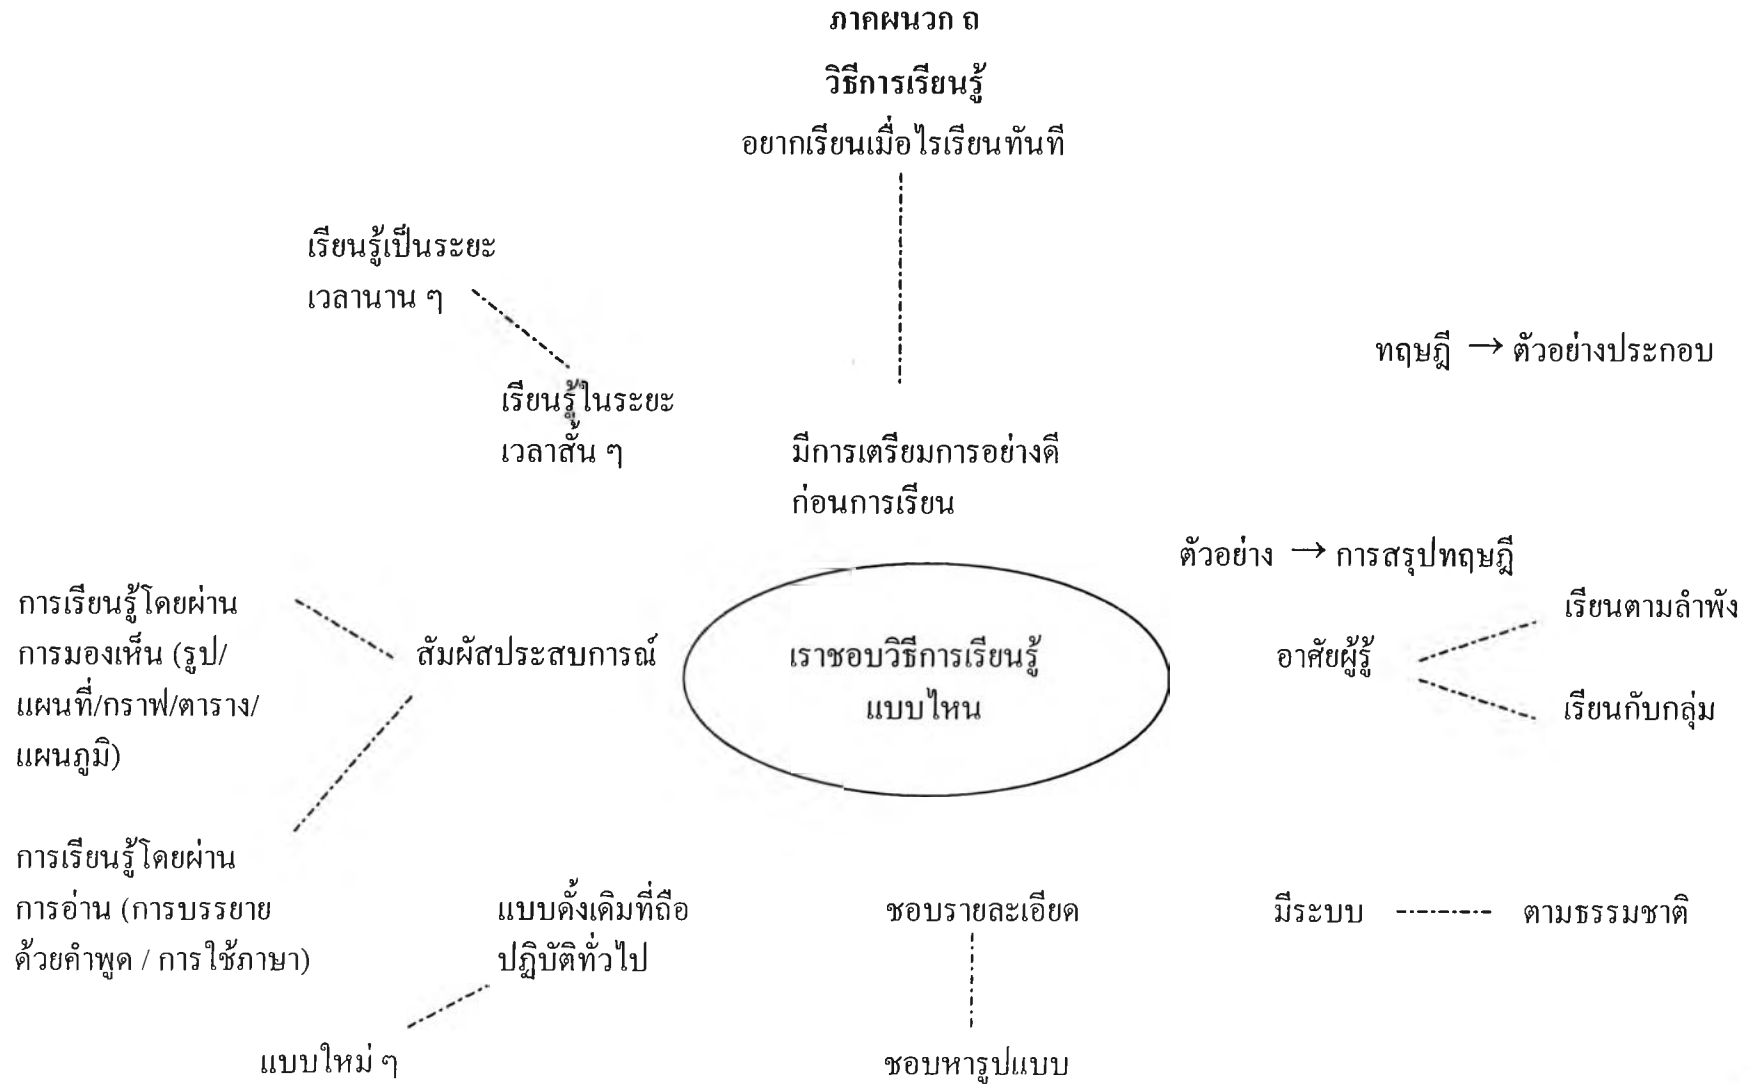 ภาคผนวก ถ
วิธีการเรียนรู้
อยากเรียนเมื่อไรเรียนทันที
เรียนรู้เป็นระยะ
เวลานาน ๆ
ทฤษฎี → ตัวอย่างประกอบ
เรียนรู้ในระยะ
เวลาสั้น ๆ
มีการเตรียมการอย่างดี
ก่อนการเรียน
ตัวอย่าง → การสรุปทฤษฎี
การเรียนรู้โดยผ่าน
การมองเห็น (รูป/
แผนที่/กราฟ/ตาราง/
แผนภูมิ)
สัมผัสประสบการณ์
เราชอบวิธีการเรียนรู้
แบบไหน
อาศัยผู้รู้
เรียนตามลำพัง
เรียนกับกลุ่ม
การเรียนรู้โดยผ่าน
การอ่าน (การบรรยาย
ด้วยคำพูด / การใช้ภาษา)
แบบดั้งเดิมที่ถือ
ปฏิบัติทั่วไป
ชอบรายละเอียด
มีระบบ
ตามธรรมชาติ
แบบใหม่ ๆ
ชอบหารูปแบบ